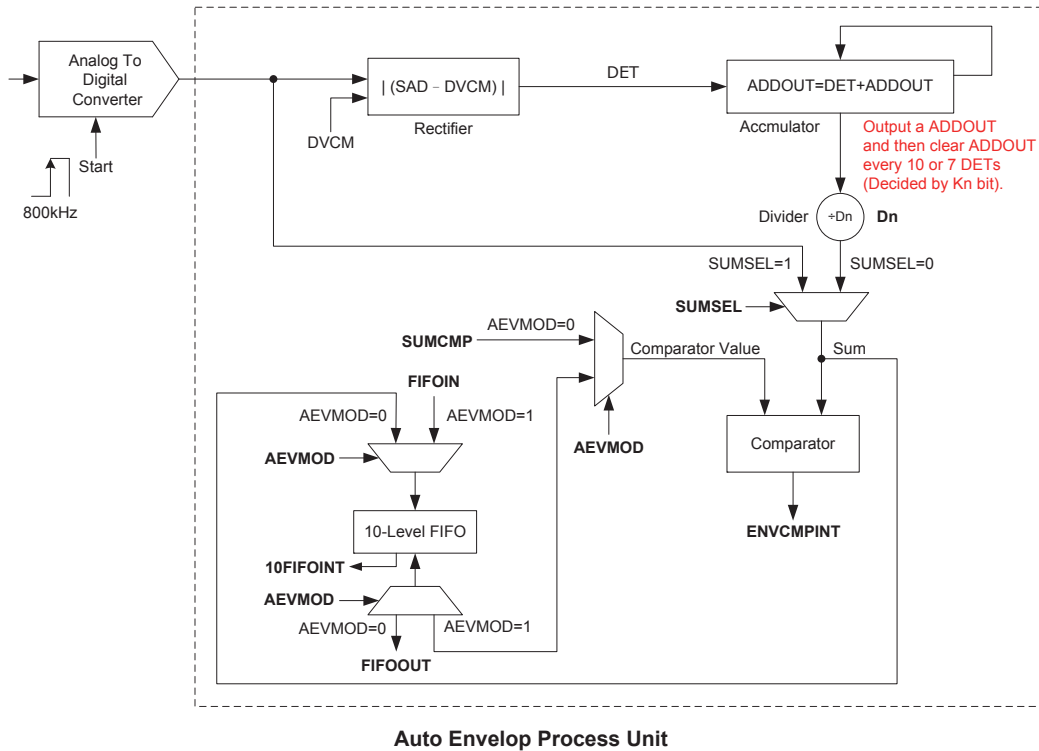 Analog To
Digital
Converter
Start
800kHz
| (SAD – DVCM) |
Rectifier
DVCM
DET
ADDOUT=DET+ADDOUT
Accmulator
Output a ADDOUT
and then clear ADDOUT
every 10 or 7 DETs
(Decided by Kn bit).
Divider
÷Dn
Dn
SUMSEL=1
SUMSEL=0
SUMSEL
AEVMOD=0
SUMCMP
Comparator Value
Sum
FIFOIN
AEVMOD=0
AEVMOD=1
AEVMOD
AEVMOD
Comparator
10-Level FIFO
ENVCMPINT
10FIFOINT
AEVMOD
AEVMOD=0
AEVMOD=1
FIFOOUT
Auto Envelop Process Unit